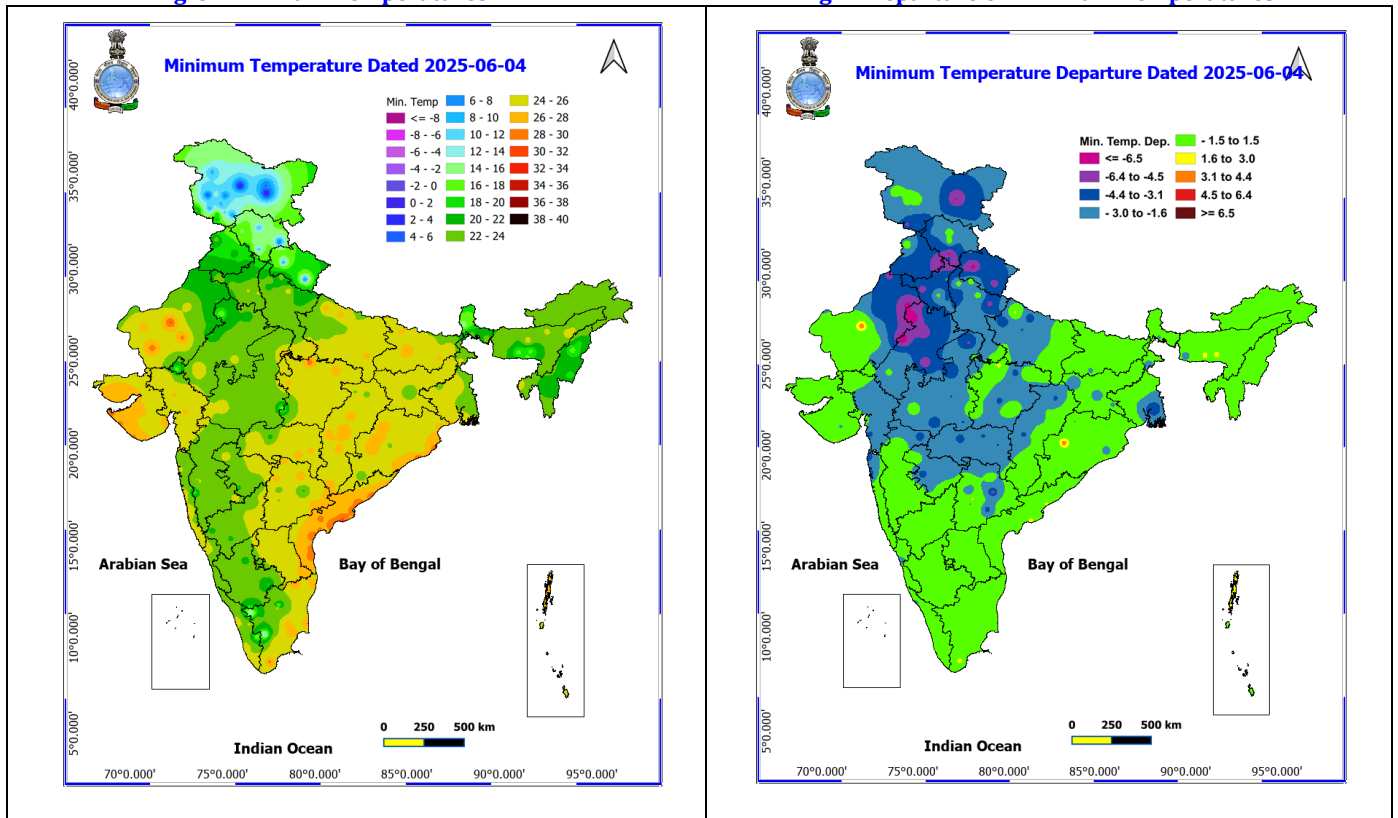 Minimum Temperature Dated 2025-06-04
Min. Temp
<= -8
-8 - -6
-6 - -4
-4 - -2
-2 - 0
0 - 2
2 - 4
4 - 6
6 - 8
8 - 10
10 - 12
12 - 14
14 - 16
16 - 18
18 - 20
20 - 22
22 - 24
24 - 26
26 - 28
28 - 30
30 - 32
32 - 34
34 - 36
36 - 38
38 - 40
40°0.000'
35°0.000'
30°0.000'
25°0.000'
20°0.000'
15°0.000'
10°0.000'
5°0.000'
Arabian Sea
Bay of Bengal
0 250 500 km
Indian Ocean
70°0.000' 75°0.000' 80°0.000' 85°0.000' 90°0.000' 95°0.000'
Minimum Temperature Departure Dated 2025-06-04
Min. Temp. Dep.
<= -6.5
-6.4 to -4.5
-4.4 to -3.1
- 3.0 to -1.6
- 1.5 to 1.5
1.6 to 3.0
3.1 to 4.4
4.5 to 6.4
>= 6.5
40°0.000'
35°0.000'
30°0.000'
25°0.000'
20°0.000'
15°0.000'
10°0.000'
5°0.000'
Arabian Sea
Bay of Bengal
0 250 500 km
Indian Ocean
70°0.000' 75°0.000' 80°0.000' 85°0.000' 90°0.000' 95°0.000'